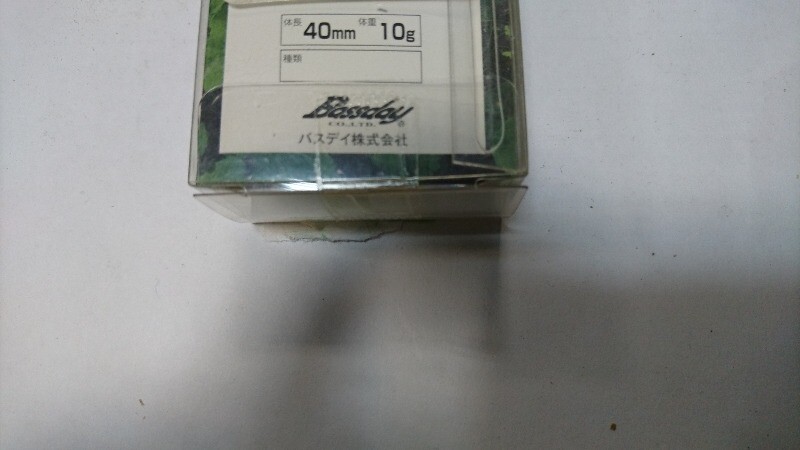 体長 40mm 体重 10g
種類
Bassday
CO.,LTD. ®
バスデイ株式会社